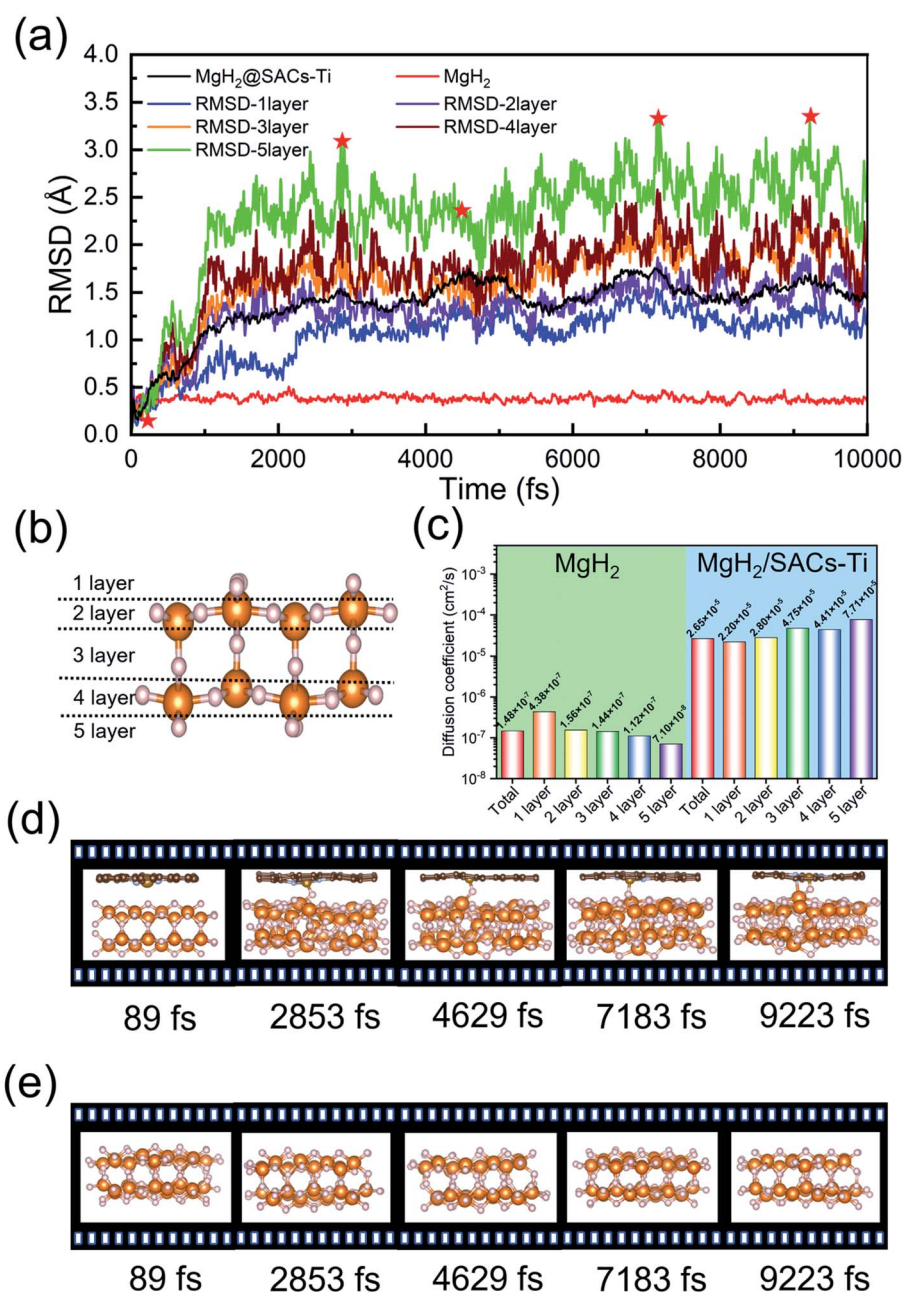 (a)
4.0
3.5
3.0
2.5
2.0
1.5
1.0
0.5
0.0
RMSD (Å)
MgH₂@SACs-Ti
MgH₂
RMSD-1layer
RMSD-2layer
RMSD-3layer
RMSD-4layer
RMSD-5layer
0 2000 4000 6000 8000 10000
Time (fs)
(b)
1 layer
2 layer
3 layer
4 layer
5 layer
(c)
MgH₂
MgH₂/SACs-Ti
Diffusion coefficient (cm²/s)
10⁻³
10⁻⁴
10⁻⁵
10⁻⁶
10⁻⁷
10⁻⁸
1.48×10⁻⁷
4.38×10⁻⁷
1.56×10⁻⁷
1.44×10⁻⁷
1.12×10⁻⁷
7.10×10⁻⁸
2.65×10⁻⁵
2.20×10⁻⁵
2.80×10⁻⁵
4.75×10⁻⁵
4.41×10⁻⁵
7.71×10⁻⁵
Total 1 layer 2 layer 3 layer 4 layer 5 layer Total 1 layer 2 layer 3 layer 4 layer 5 layer
(d)
89 fs 2853 fs 4629 fs 7183 fs 9223 fs
(e)
89 fs 2853 fs 4629 fs 7183 fs 9223 fs